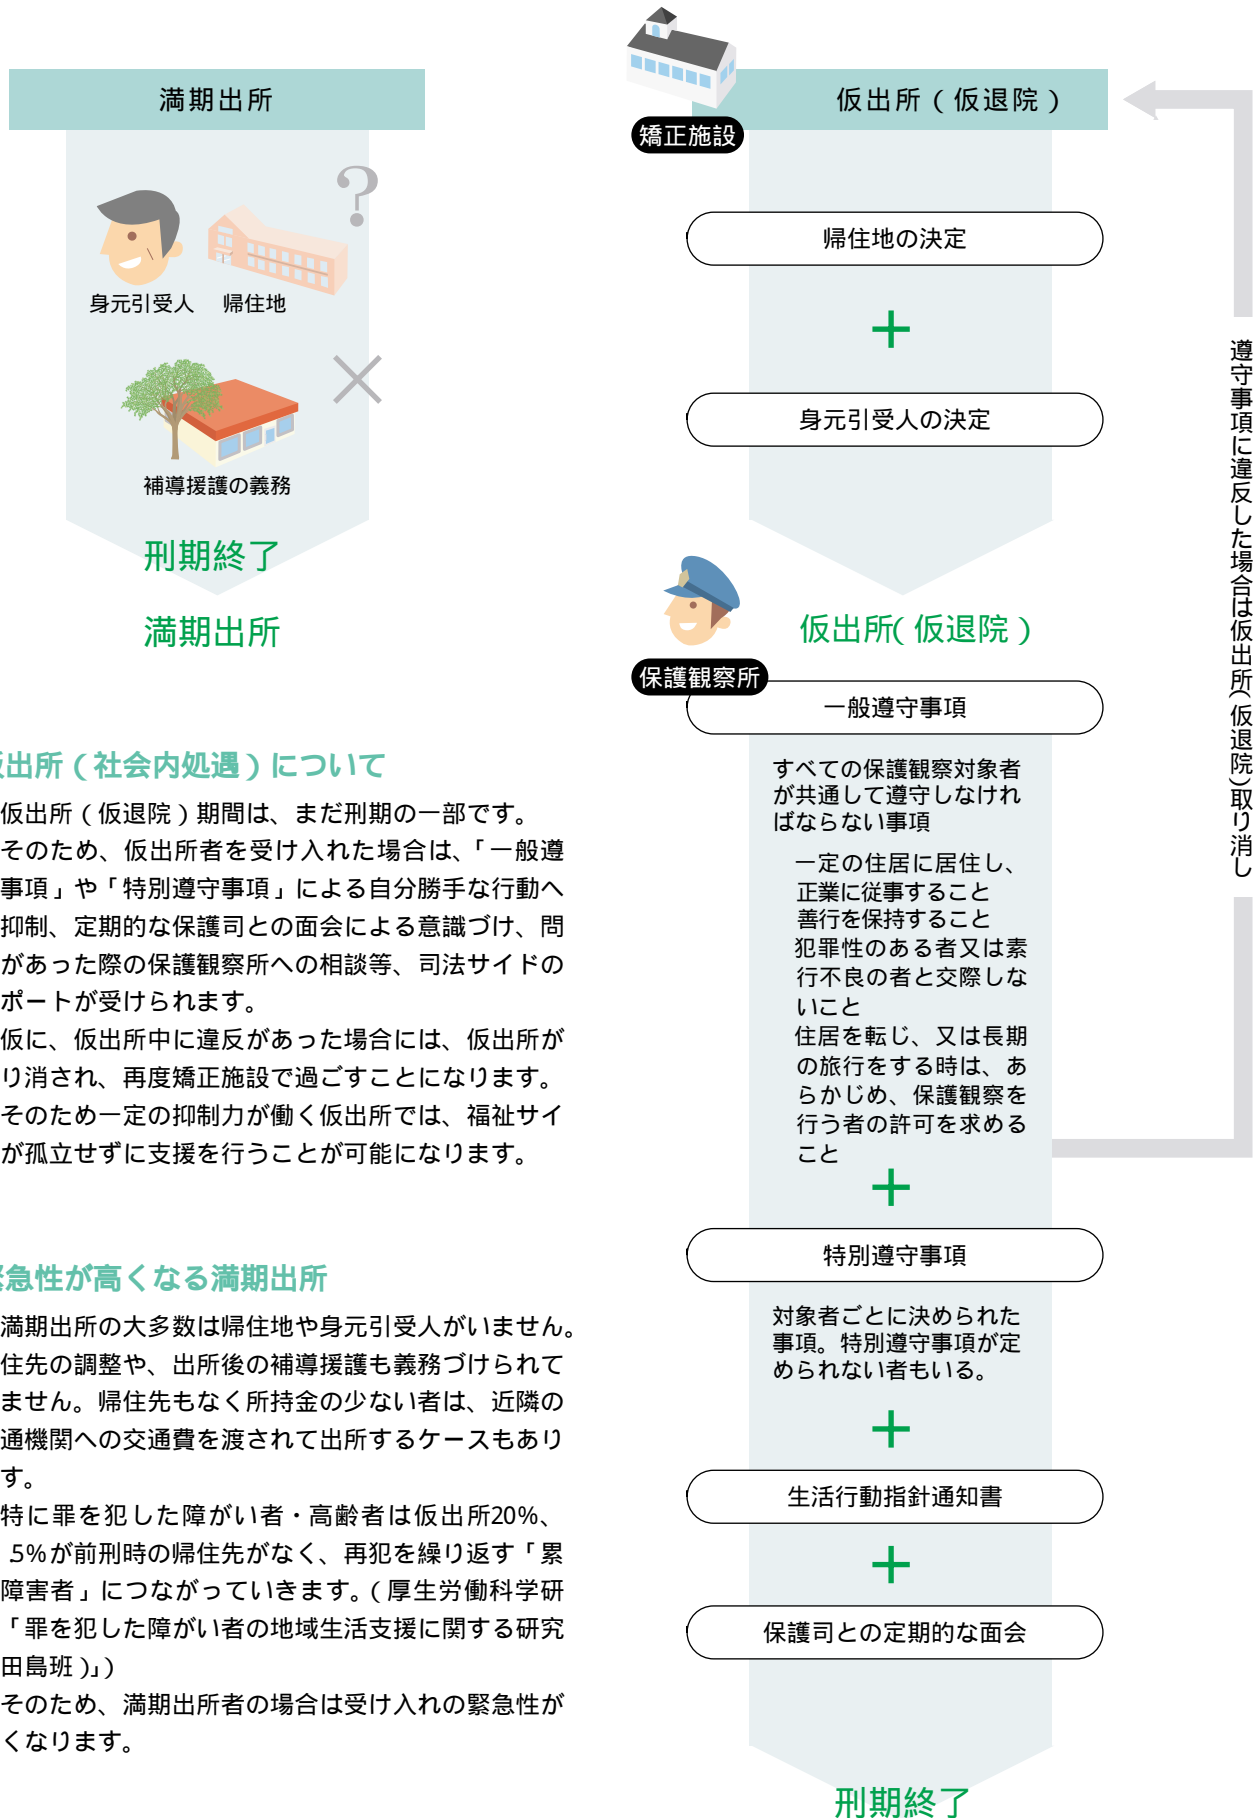 満期出所
?
身元引受人
帰住地
補導援護の義務
刑期終了
満期出所
出所（社会内処遇）について
仮出所（仮退院）期間は、まだ刑期の一部です。
そのため、仮出所者を受け入れた場合は、「一般遵
事項」や「特別遵守事項」による自分勝手な行動へ
抑制、定期的な保護司との面会による意識づけ、問
があった際の保護観察所への相談等、司法サイドの
ポートが受けられます。
仮に、仮出所中に違反があった場合には、仮出所が
り消され、再度矯正施設で過ごすことになります。
そのため一定の抑制力が働く仮出所では、福祉サイ
が孤立せずに支援を行うことが可能になります。
急性が高くなる満期出所
満期出所の大多数は帰住地や身元引受人がいません。
住先の調整や、出所後の補導援護も義務づけられて
ません。帰住先もなく所持金の少ない者は、近隣の
通機関への交通費を渡されて出所するケースもあり
す。
特に罪を犯した障がい者・高齢者は仮出所20%、
.5%が前刑時の帰住先がなく、再犯を繰り返す「累
障害者」につながっていきます。（厚生労働科学研
「罪を犯した障がい者の地域生活支援に関する研究
田島班）」）
そのため、満期出所者の場合は受け入れの緊急性が
くなります。
仮出所（仮退院）
矯正施設
帰住地の決定
＋
身元引受人の決定
仮出所（仮退院）
保護観察所
一般遵守事項
すべての保護観察対象者
が共通して遵守しなけれ
ばならない事項
一定の住居に居住し、
正業に従事すること
善行を保持すること
犯罪性のある者又は素
行不良の者と交際しな
いこと
住居を転じ、又は長期
の旅行をする時は、あ
らかじめ、保護観察を
行う者の許可を求める
こと
＋
特別遵守事項
対象者ごとに決められた
事項。特別遵守事項が定
められない者もいる。
＋
生活行動指針通知書
＋
保護司との定期的な面会
刑期終了
遵守事項に違反した場合は仮出所（仮退院）取り消し